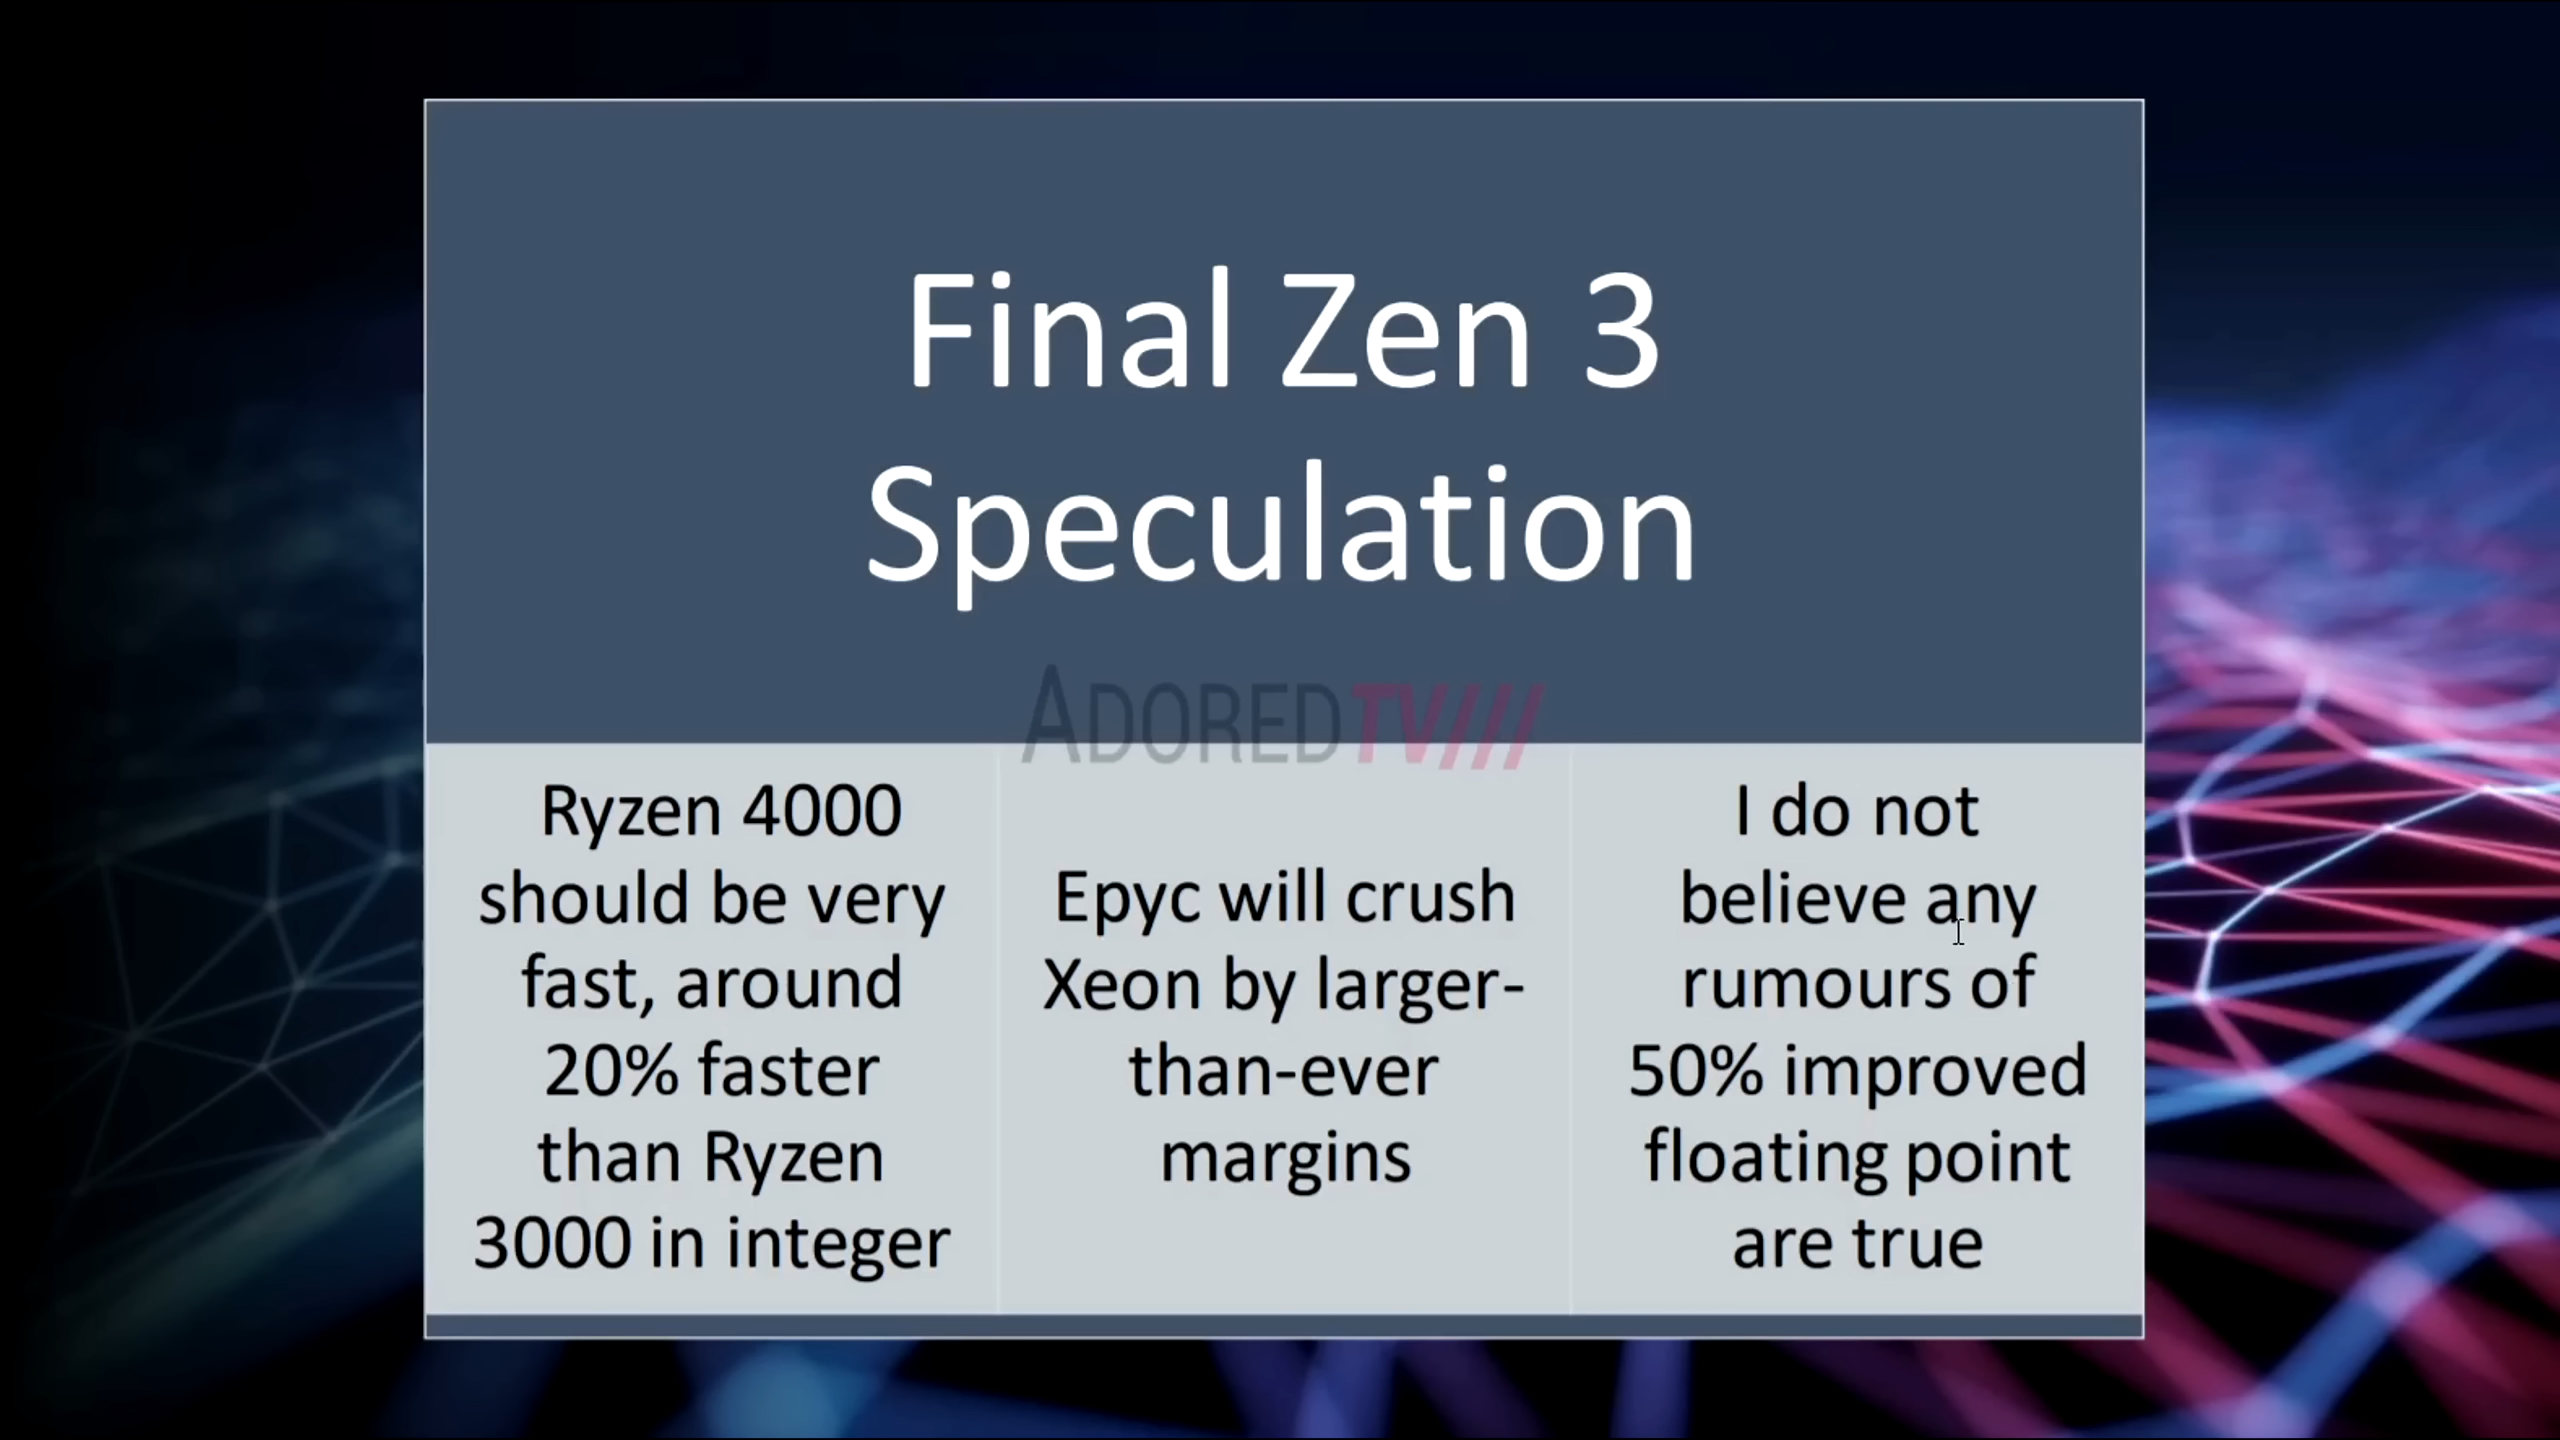 Final Zen 3
Speculation
ADOREDTV///
Ryzen 4000
should be very
fast, around
20% faster
than Ryzen
3000 in integer
Epyc will crush
Xeon by larger-
than-ever
margins
I do not
believe any
rumours of
50% improved
floating point
are true